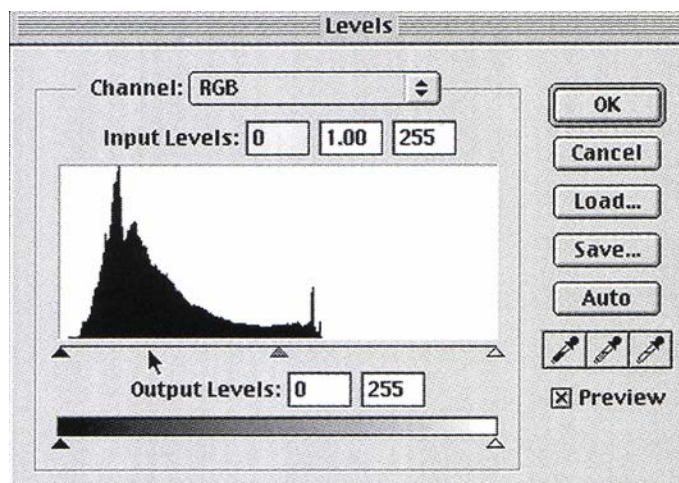 Levels
Channel: RGB
Input Levels: 0 1.00 255
Output Levels: 0 255
OK
Cancel
Load...
Save...
Auto
Preview